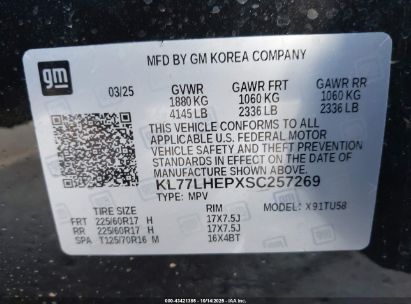 gm
MFD BY GM KOREA COMPANY
03/25 GVWR GAWR FRT GAWR RR
1880 KG 1060 KG 1060 KG
4145 LB 2336 LB 2336 LB
THIS VEHICLE CONFORMS TO ALL
APPLICABLE U.S. FEDERAL MOTOR
VEHICLE SAFETY AND THEFT
PREVENTION STANDARDS IN
EFFECT ON THE DATE OF
MANUFACTURE SHOWN ABOVE.
KL77LHEPXSC257269
TYPE: MPV MODEL: X91TU58
TIRE SIZE RIM
FRT 225/60R17 H 17X7.5J
RR 225/60R17 H 17X7.5J
SPA T125/70R16 M 16X4BT